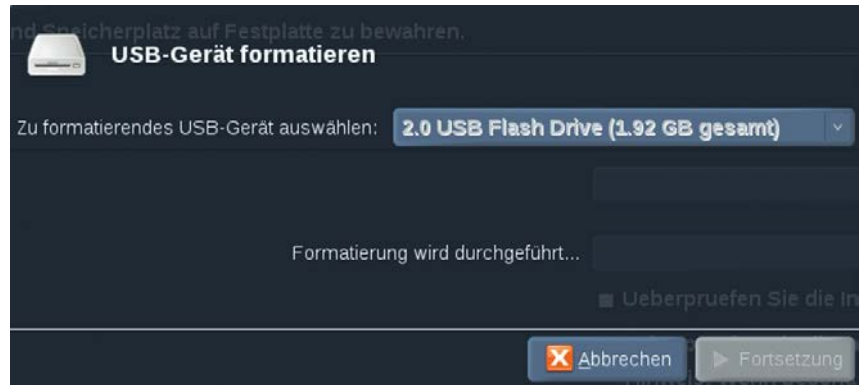 nd Speicherplatz auf Festplatte zu bewahren.
USB-Gerät formatieren
Zu formatierendes USB-Gerät auswählen: 2.0 USB Flash Drive (1.92 GB gesamt)
Formatierung wird durchgeführt...
Ueberpruefen Sie die In
Abbrechen Fortsetzung